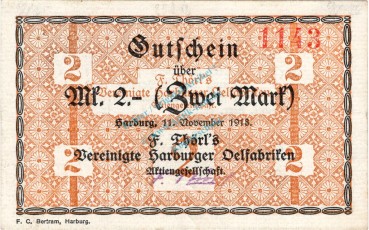 Gutschein
1143
über
2 2
Mk. 2.- (Zwei Mark)
Harburg, 11. November 1918.
F. Thörl's
Vereinigte Harburger Oelfabriken
2 Aktiengesellschaft. 2
F. C. Bertram, Harburg.